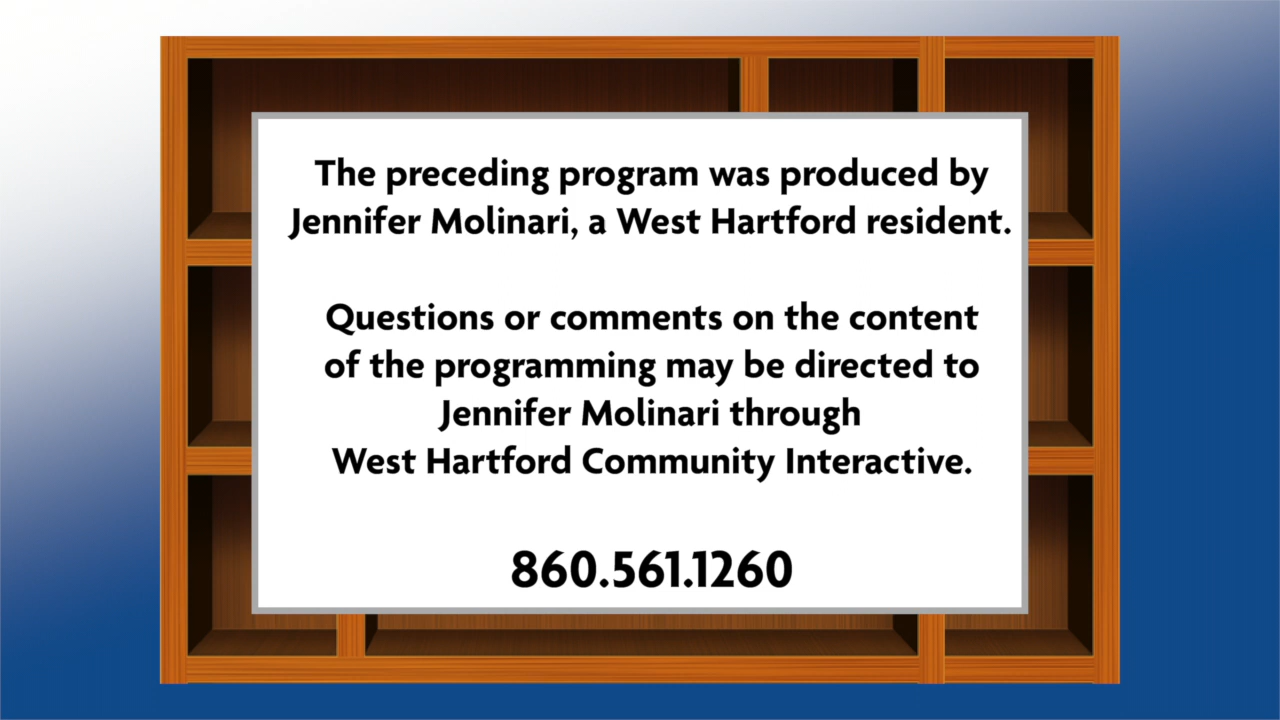 The preceding program was produced by
Jennifer Molinari, a West Hartford resident.
Questions or comments on the content
of the programming may be directed to
Jennifer Molinari through
West Hartford Community Interactive.
860.561.1260